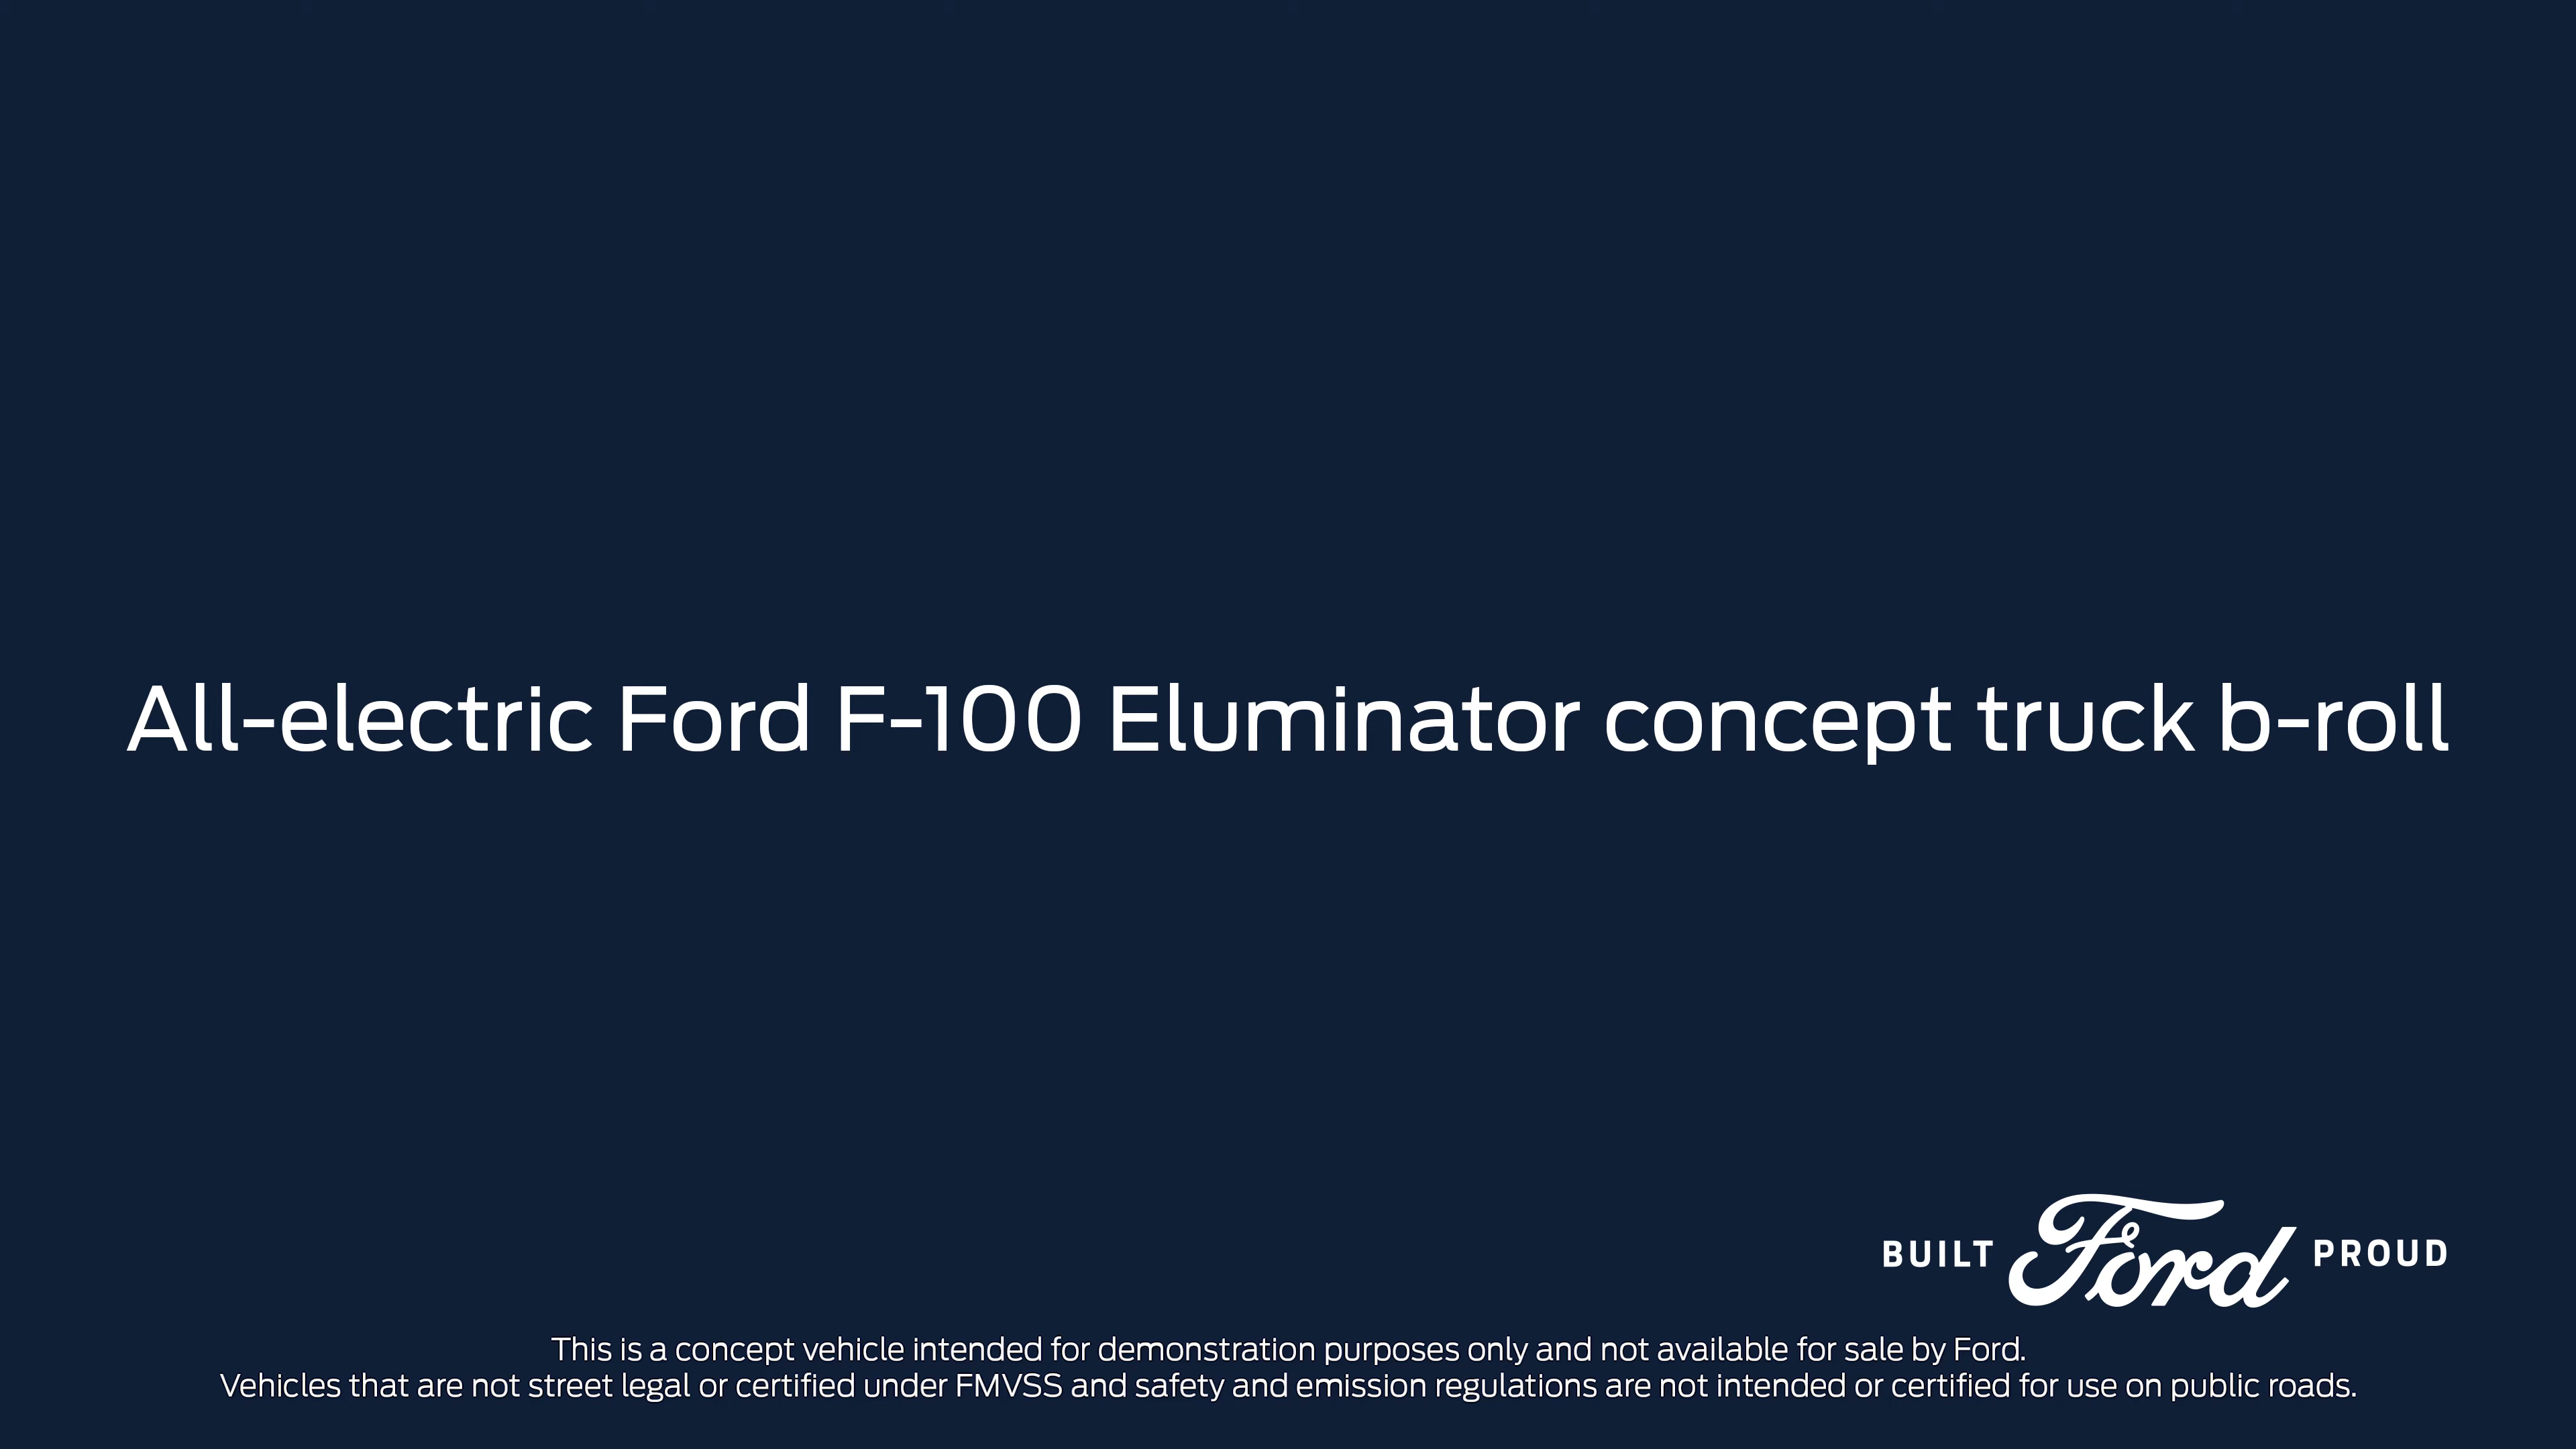 All-electric Ford F-100 Eluminator concept truck b-roll
BUILT Ford PROUD
This is a concept vehicle intended for demonstration purposes only and not available for sale by Ford.
Vehicles that are not street legal or certified under FMVSS and safety and emission regulations are not intended or certified for use on public roads.